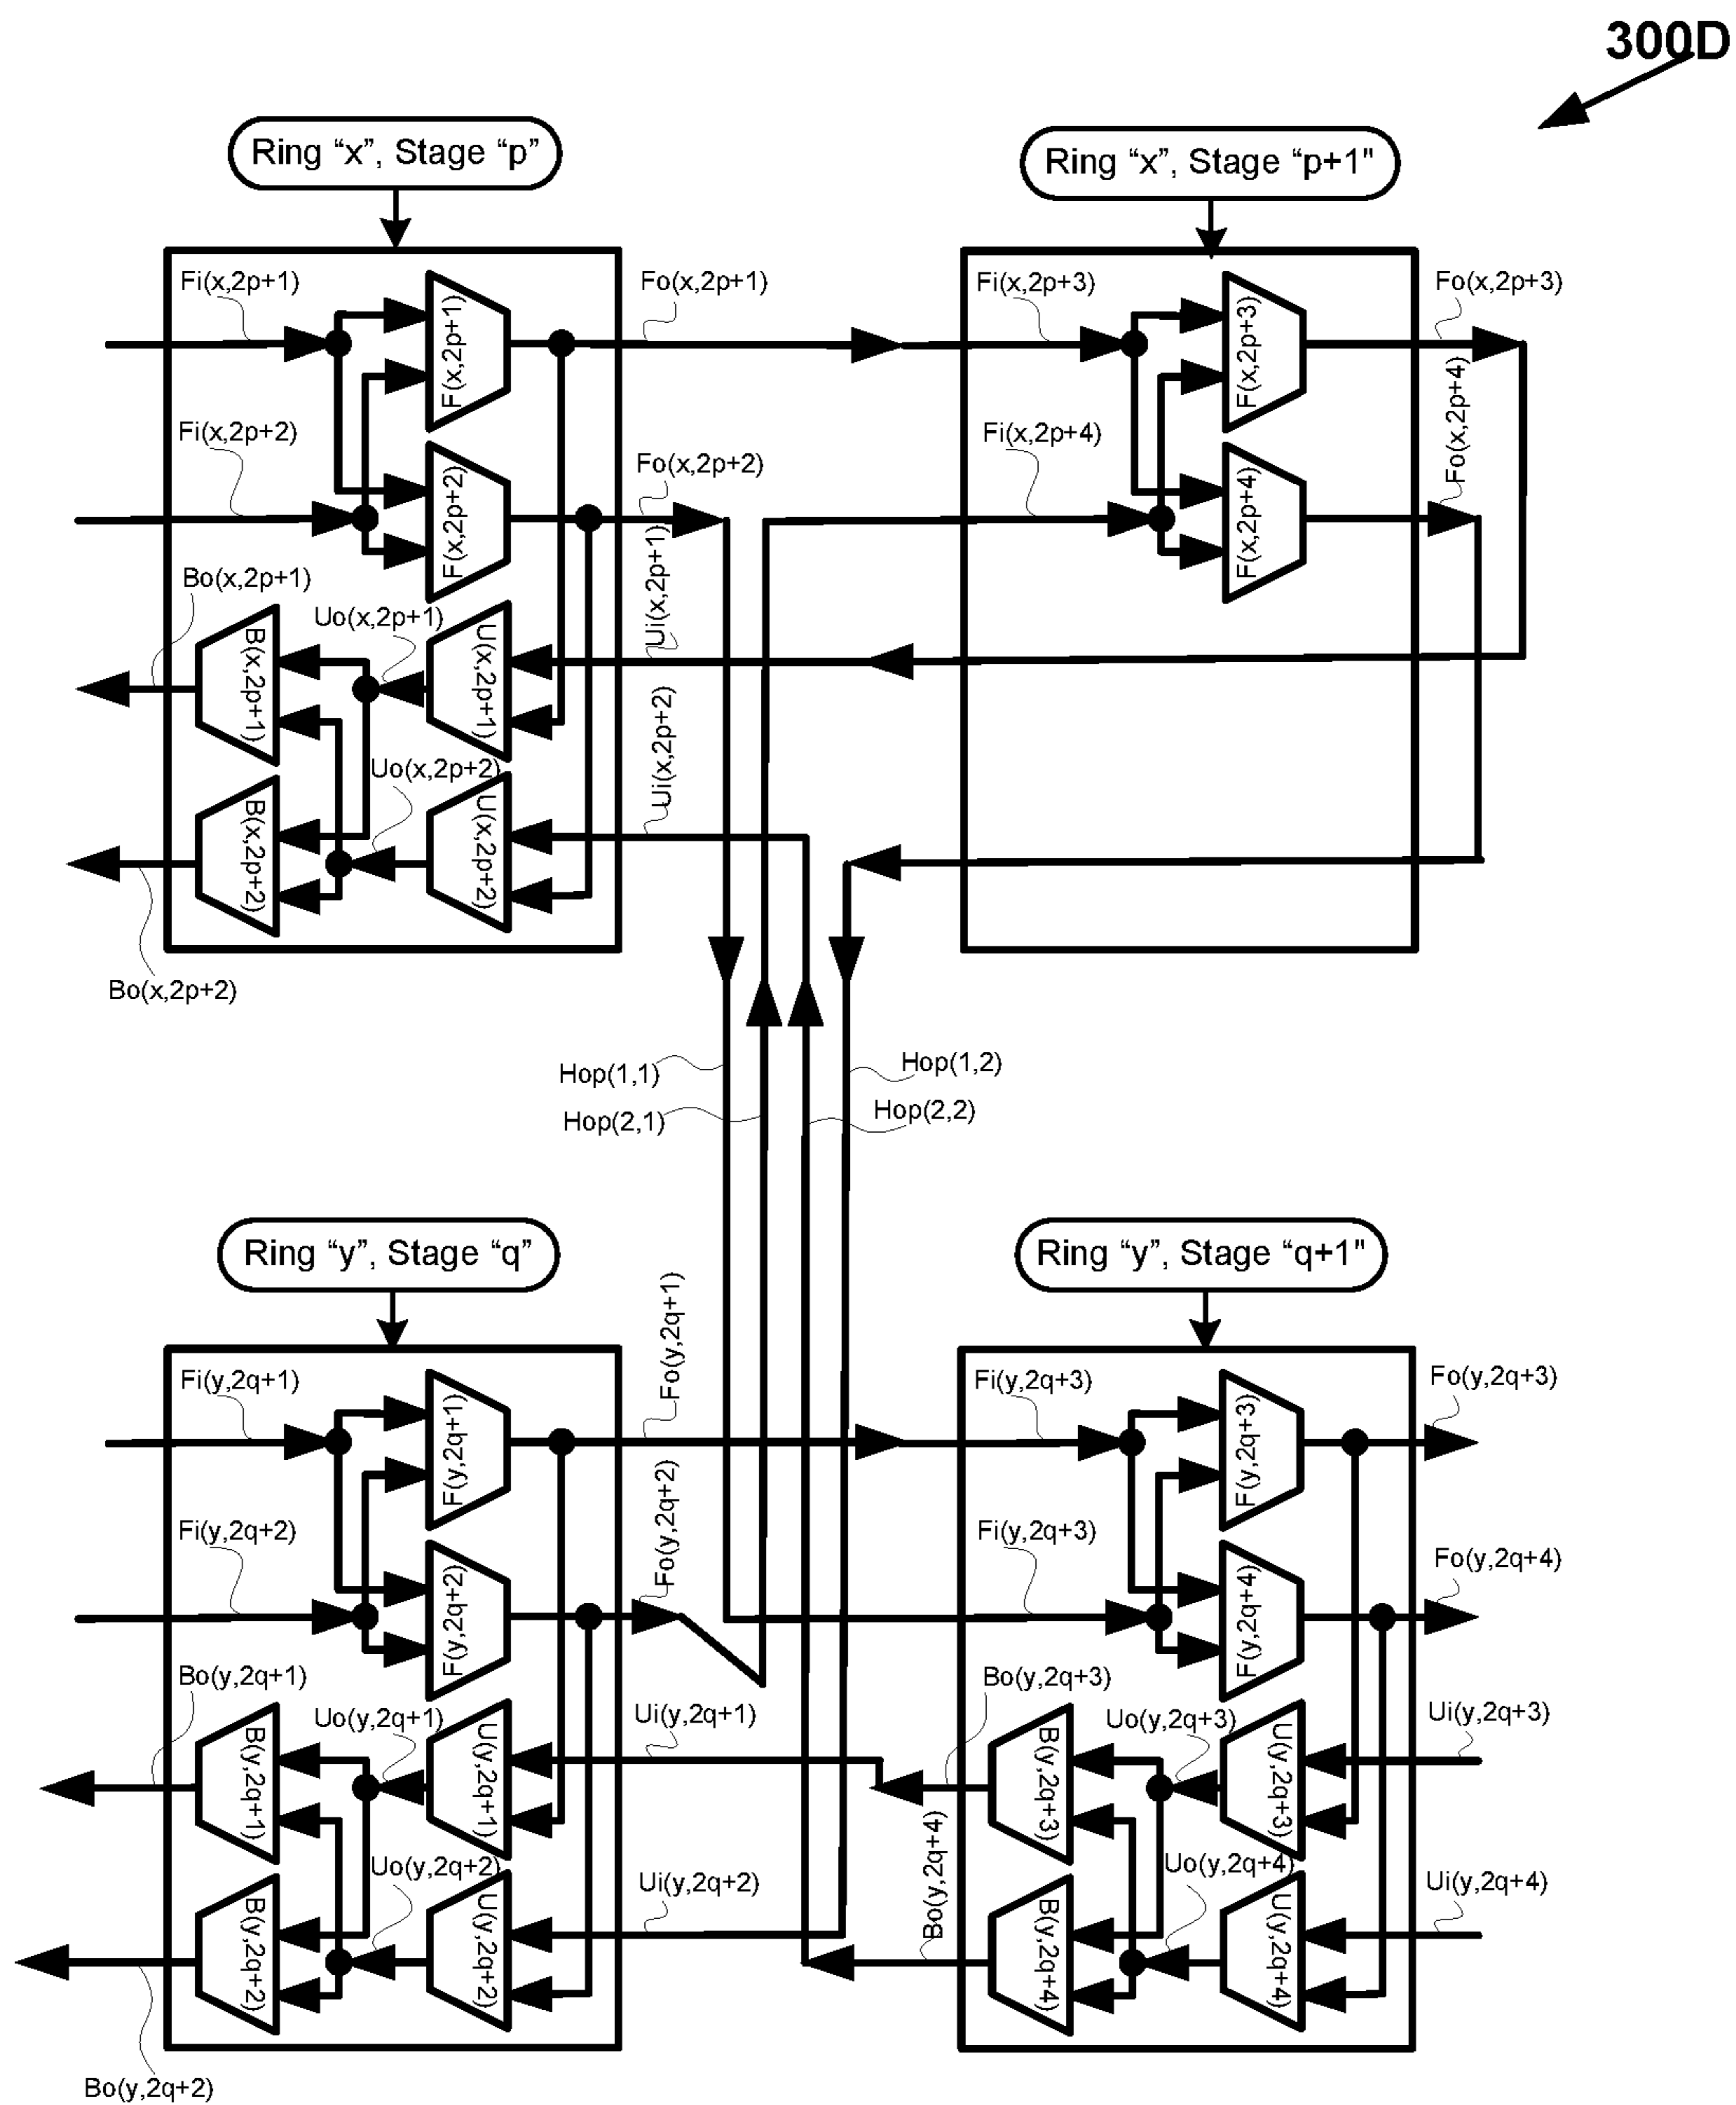 300D
Ring “x”, Stage “p”
Ring “x”, Stage “p+1"
Fi(x,2p+1)
F(x,2p+1)
Fo(x,2p+1)
Fi(x,2p+3)
F(x,2p+3)
Fo(x,2p+3)
Fi(x,2p+2)
F(x,2p+2)
Fo(x,2p+2)
Fi(x,2p+4)
F(x,2p+4)
Fo(x,2p+4)
Bo(x,2p+1)
B(x,2p+1)
Uo(x,2p+1)
U(x,2p+1)
Ui(x,2p+1)
B(x,2p+2)
Uo(x,2p+2)
U(x,2p+2)
Ui(x,2p+2)
Bo(x,2p+2)
Hop(1,1)
Hop(1,2)
Hop(2,1)
Hop(2,2)
Ring “y”, Stage “q”
Ring “y”, Stage “q+1"
Fi(y,2q+1)
F(y,2q+1)
Fo(y,2q+1)
Fi(y,2q+3)
F(y,2q+3)
Fo(y,2q+3)
Fi(y,2q+2)
F(y,2q+2)
Fo(y,2q+2)
Fi(y,2q+3)
F(y,2q+4)
Fo(y,2q+4)
Bo(y,2q+1)
B(y,2q+1)
Uo(y,2q+1)
U(y,2q+1)
Ui(y,2q+1)
Bo(y,2q+3)
B(y,2q+3)
Uo(y,2q+3)
U(y,2q+3)
Ui(y,2q+3)
B(y,2q+2)
Uo(y,2q+2)
U(y,2q+2)
Ui(y,2q+2)
Bo(y,2q+4)
B(y,2q+4)
Uo(y,2q+4)
U(y,2q+4)
Ui(y,2q+4)
Bo(y,2q+2)